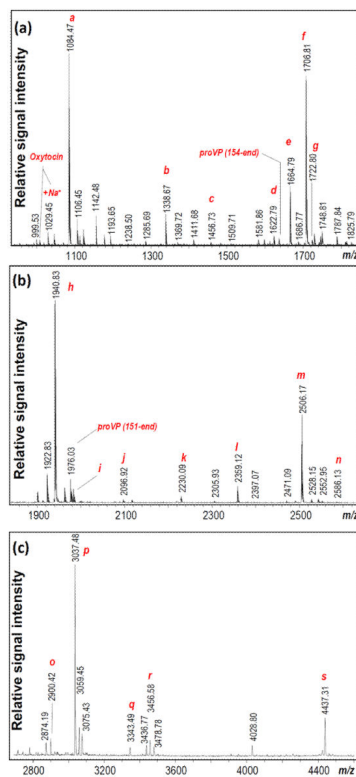 (a)
Relative signal intensity
a
1084.47
Oxytocin
+Na⁺
999.53
1029.45
1106.45
1142.48
1193.65
1238.50
1285.69
b
1338.67
1369.72
1411.68
c
1456.73
1509.71
1581.86
d
1622.79
proVP (154-end)
e
1664.79
1686.77
f
1706.81
g
1722.80
1748.81
1787.84
1825.79
1100
1300
1500
1700
m/z
(b)
Relative signal intensity
h
1940.83
1922.83
proVP (151-end)
1976.03
i
j
2096.92
k
2230.09
2305.93
l
2359.12
2397.07
2471.09
m
2506.17
2528.15
2552.95
n
2586.13
1900
2100
2300
2500
m/z
(c)
Relative signal intensity
p
3037.48
o
2900.42
2874.19
3059.45
3075.43
q
3343.49
3436.77
r
3456.58
3478.78
4028.80
s
4437.31
2800
3200
3600
4000
4400
m/z